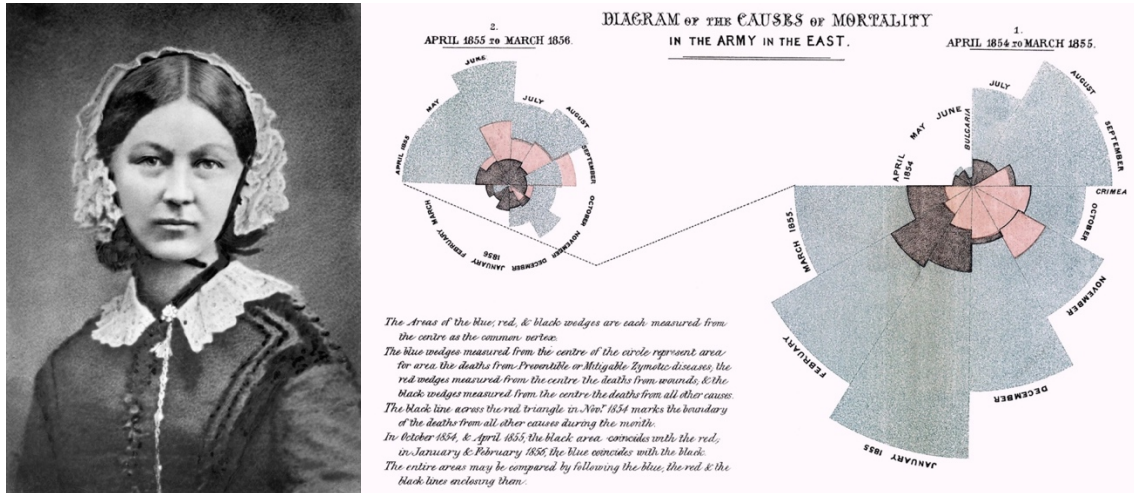 DIAGRAM OF THE CAUSES OF MORTALITY
IN THE ARMY IN THE EAST.
2.
APRIL 1855 TO MARCH 1856.
1.
APRIL 1854 TO MARCH 1855.
APRIL 1855
MAY
JUNE
JULY
AUGUST
SEPTEMBER
OCTOBER
NOVEMBER
DECEMBER
JANUARY
1856
FEBRUARY
MARCH
APRIL
1854
MAY
JUNE
BULGARIA
JULY
AUGUST
SEPTEMBER
CRIMEA
OCTOBER
NOVEMBER
DECEMBER
JANUARY 1855
FEBRUARY
MARCH 1855
The Areas of the blue, red, & black wedges are each measured from
the centre as the common vertex.
The blue wedges measured from the centre of the circle represent area
for area the deaths from Preventible or Mitigable Zymotic diseases, the
red wedges measured from the centre the deaths from wounds, & the
black wedges measured from the centre the deaths from all other causes.
The black line across the red triangle in Novr. 1854 marks the boundary
of the deaths from all other causes during the month.
In October 1854, & April 1855, the black area coincides with the red,
in January & February 1856, the blue coincides with the black.
The entire areas may be compared by following the blue, the red & the
black lines enclosing them.